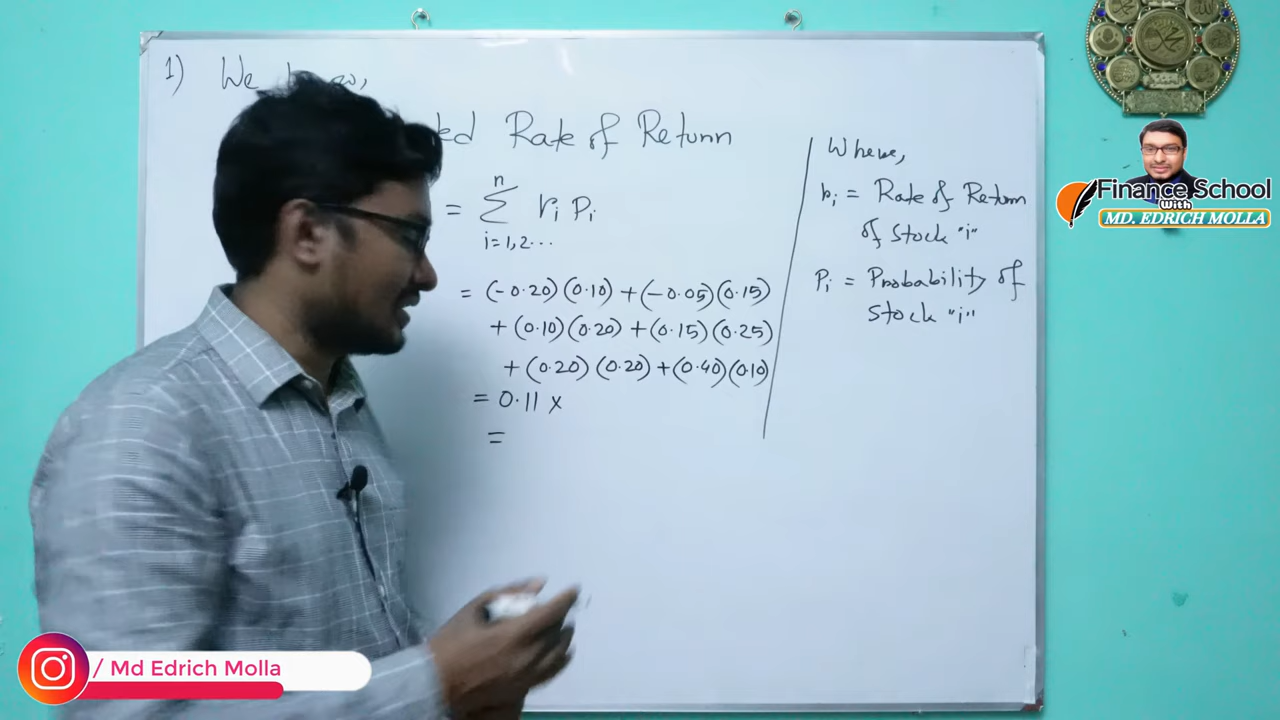 1) We know,
ted Rate of Return
= n Σ i=1,2... ri Pi
= (-0.20)(0.10) + (-0.05)(0.15)
+ (0.10)(0.20) + (0.15)(0.25)
+ (0.20)(0.20) + (0.40)(0.10)
= 0.11 x
=
Where,
ri = Rate of Return
of Stock "i"
Pi = Probability of
Stock "i"
Finance School
With
MD. EDRICH MOLLA
/ Md Edrich Molla